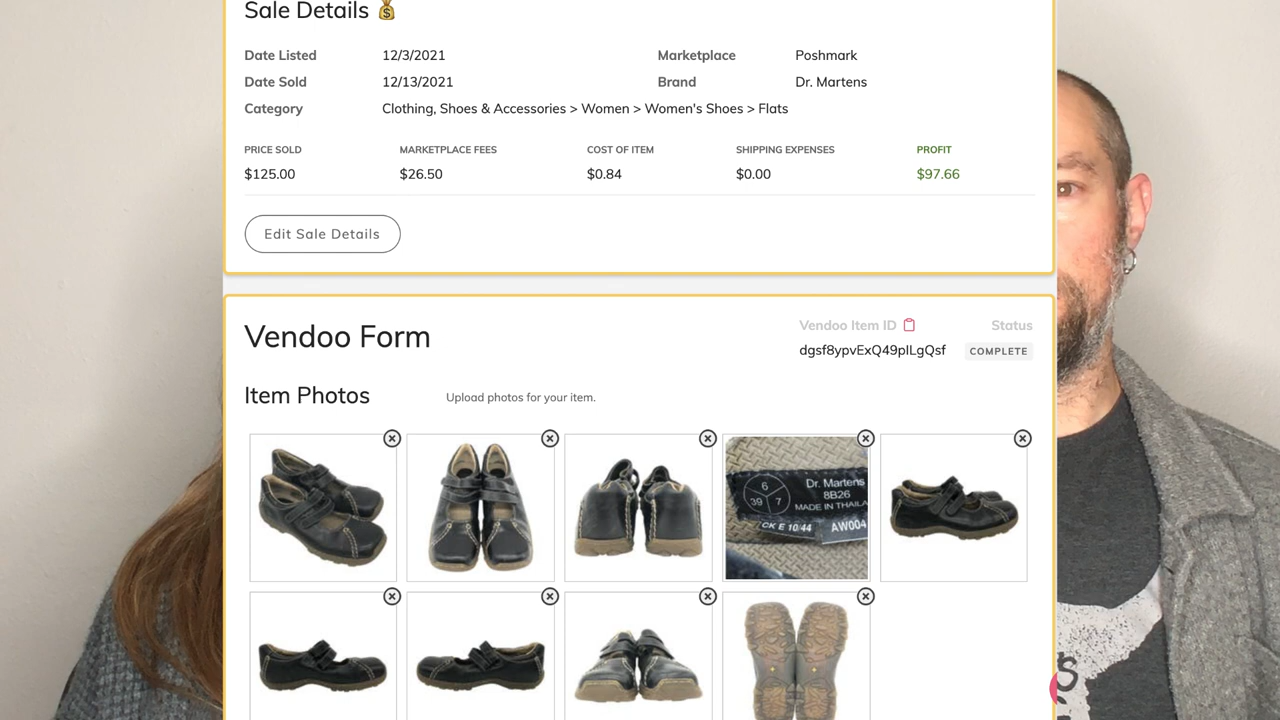 Sale Details 💰
Date Listed 12/3/2021 Marketplace Poshmark
Date Sold 12/13/2021 Brand Dr. Martens
Category Clothing, Shoes & Accessories > Women > Women's Shoes > Flats
PRICE SOLD MARKETPLACE FEES COST OF ITEM SHIPPING EXPENSES PROFIT
$125.00 $26.50 $0.84 $0.00 $97.66
Edit Sale Details
Vendoo Form
Vendoo Item ID Status
COMPLETE
Item Photos Upload photos for your item.
6
39 7
Dr. Martens
8B26
MADE IN
CK E 10 44 AW004